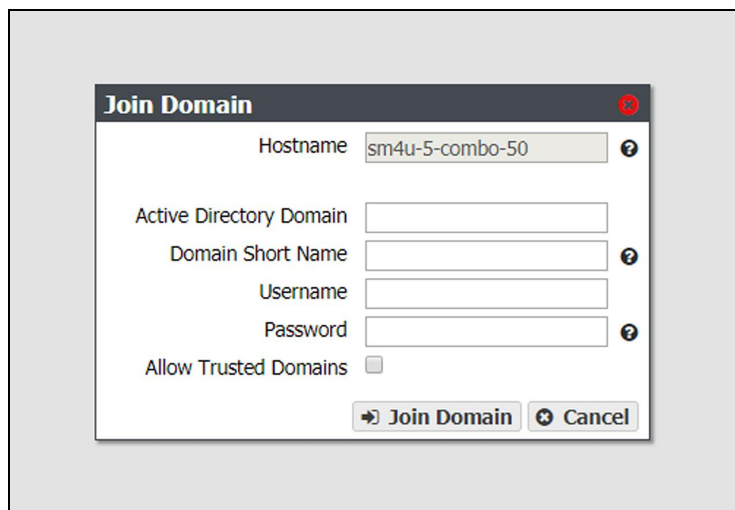 Join Domain
Hostname sm4u-5-combo-50
Active Directory Domain
Domain Short Name
Username
Password
Allow Trusted Domains
Join Domain Cancel